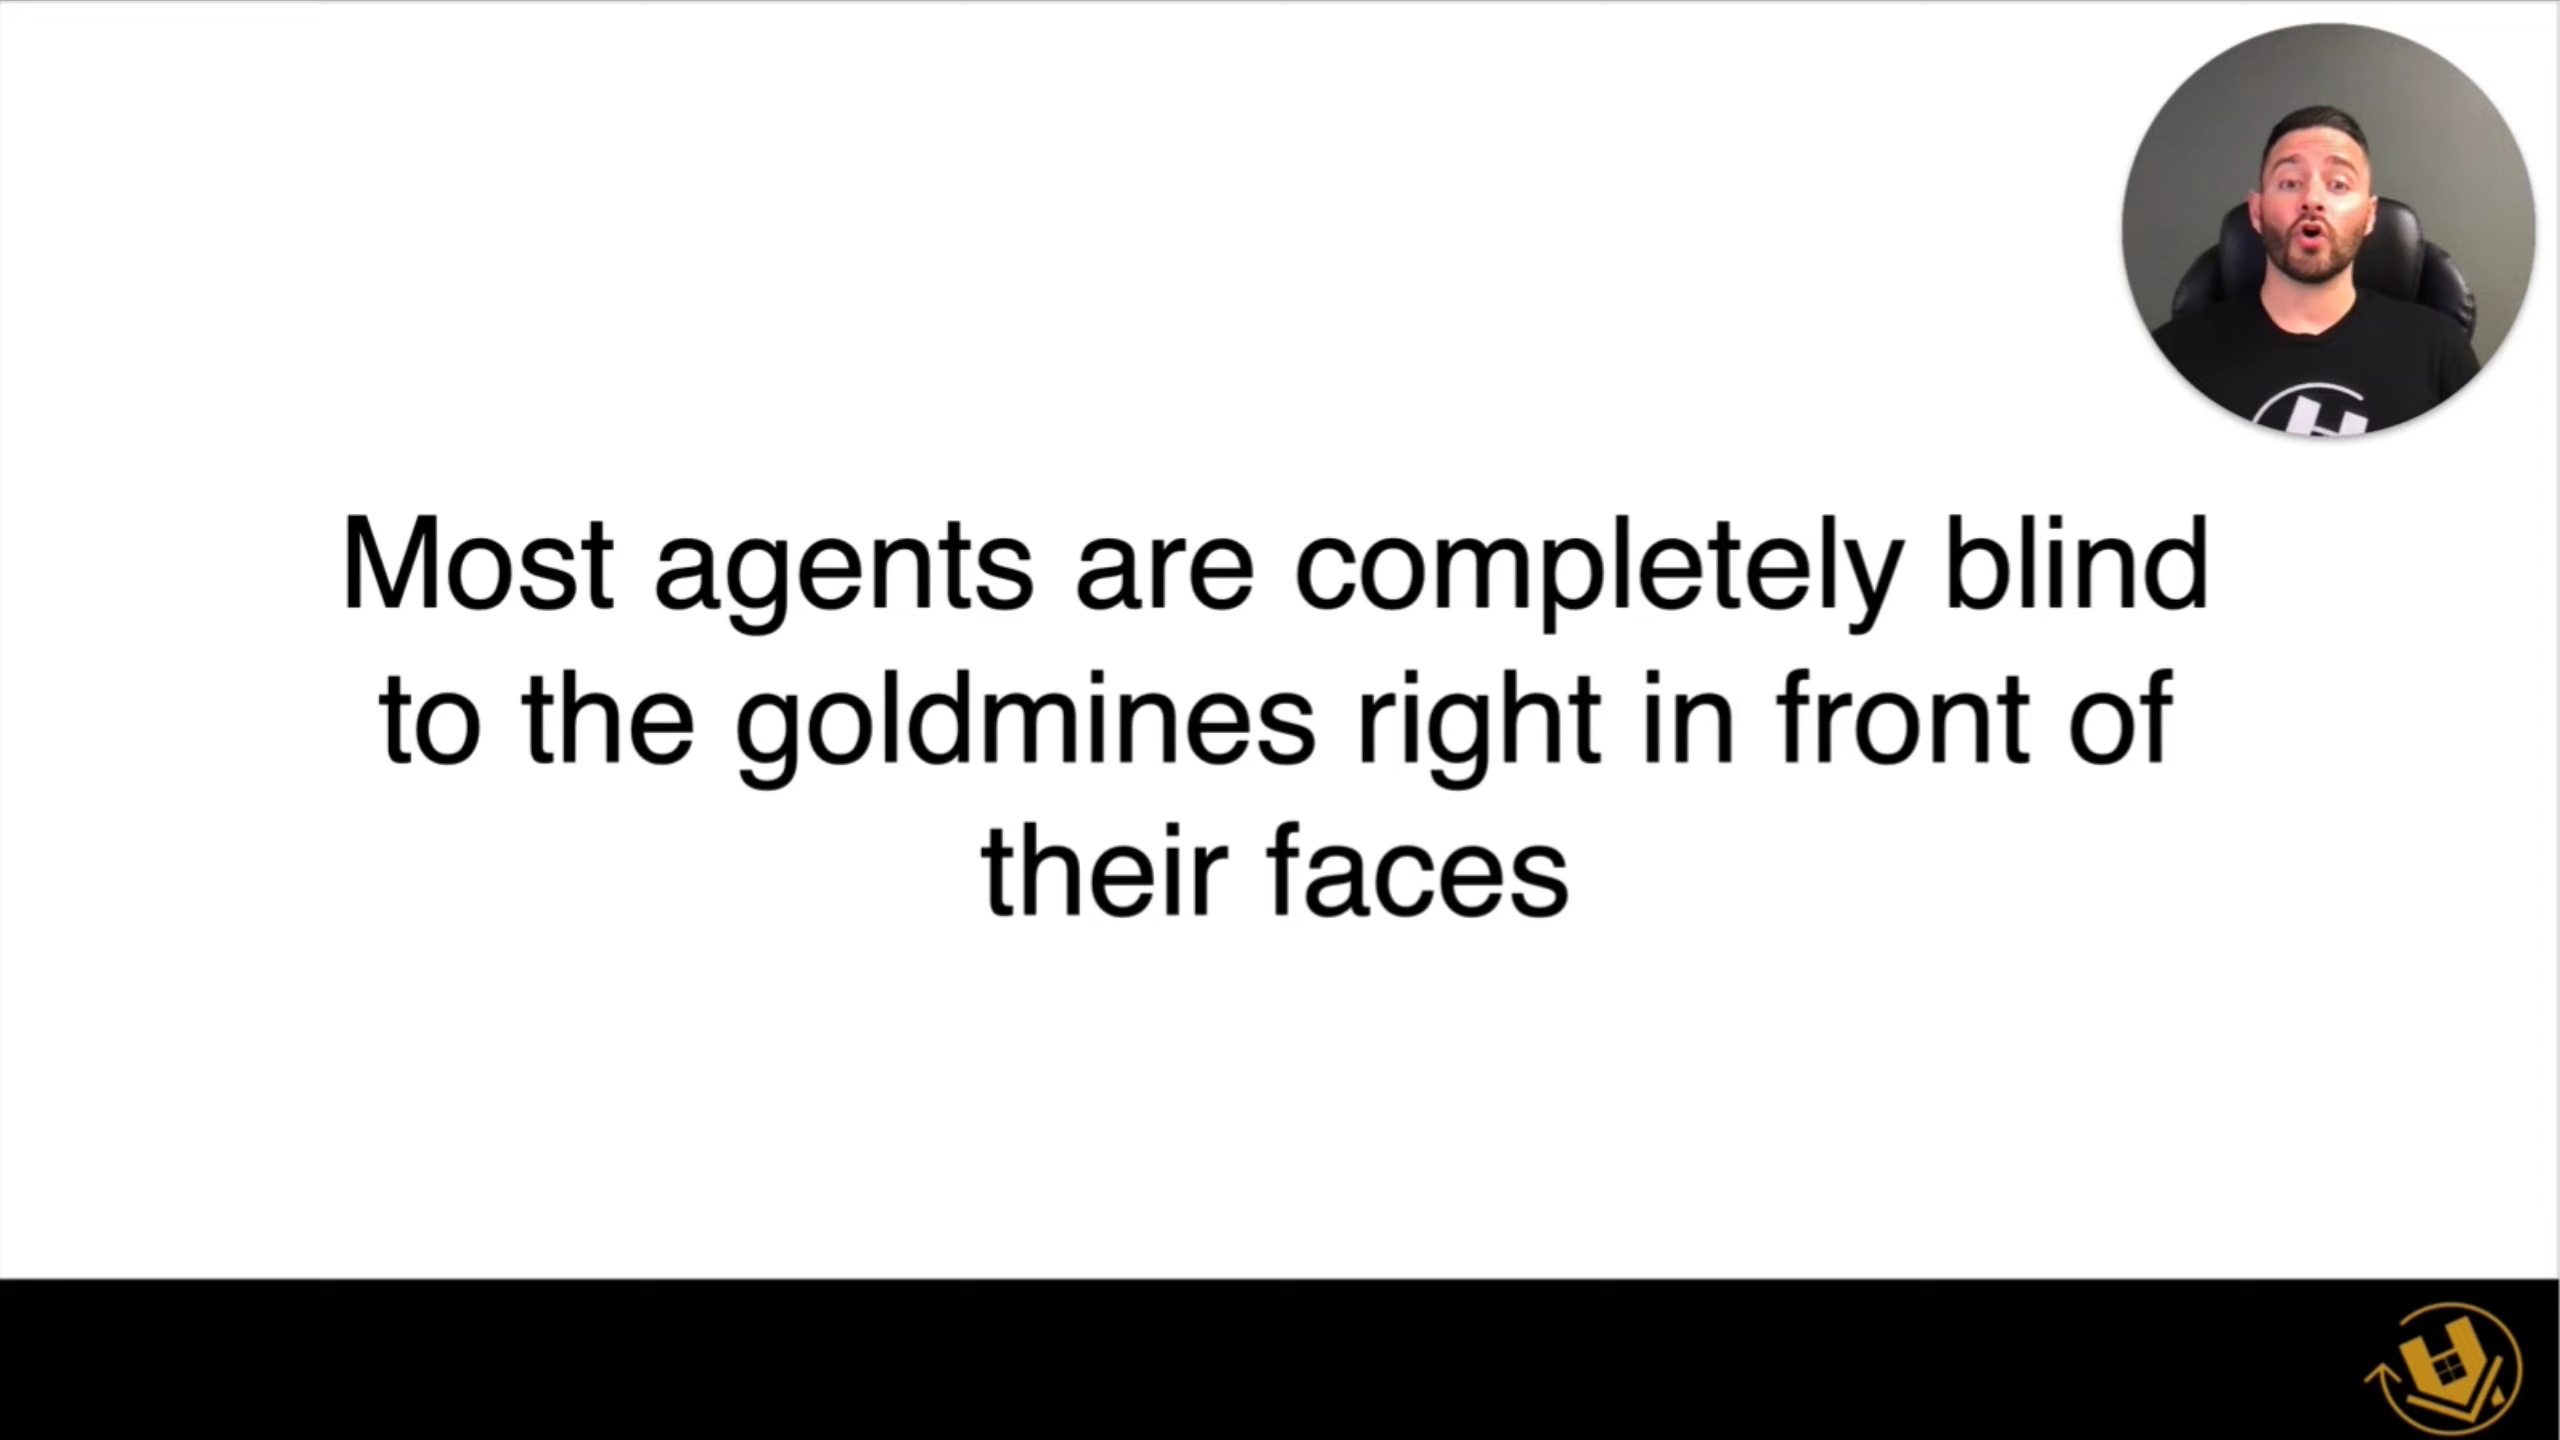 Most agents are completely blind
to the goldmines right in front of
their faces